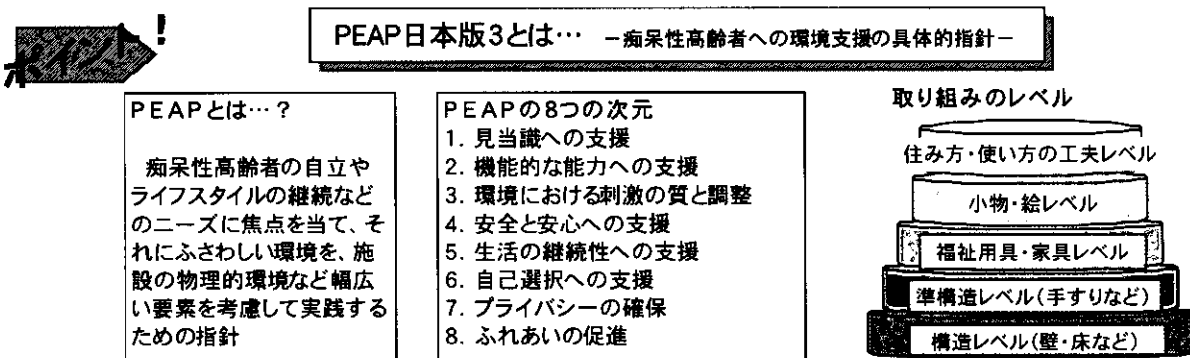 ポイント!
PEAP日本版3とは… －痴呆性高齢者への環境支援の具体的指針－
PEAPとは…？
痴呆性高齢者の自立や
ライフスタイルの継続など
のニーズに焦点を当て、そ
れにふさわしい環境を、施
設の物理的環境など幅広
い要素を考慮して実践する
ための指針
PEAPの8つの次元
1. 見当識への支援
2. 機能的な能力への支援
3. 環境における刺激の質と調整
4. 安全と安心への支援
5. 生活の継続性への支援
6. 自己選択への支援
7. プライバシーの確保
8. ふれあいの促進
取り組みのレベル
住み方・使い方の工夫レベル
小物・絵レベル
福祉用具・家具レベル
準構造レベル(手すりなど)
構造レベル(壁・床など)